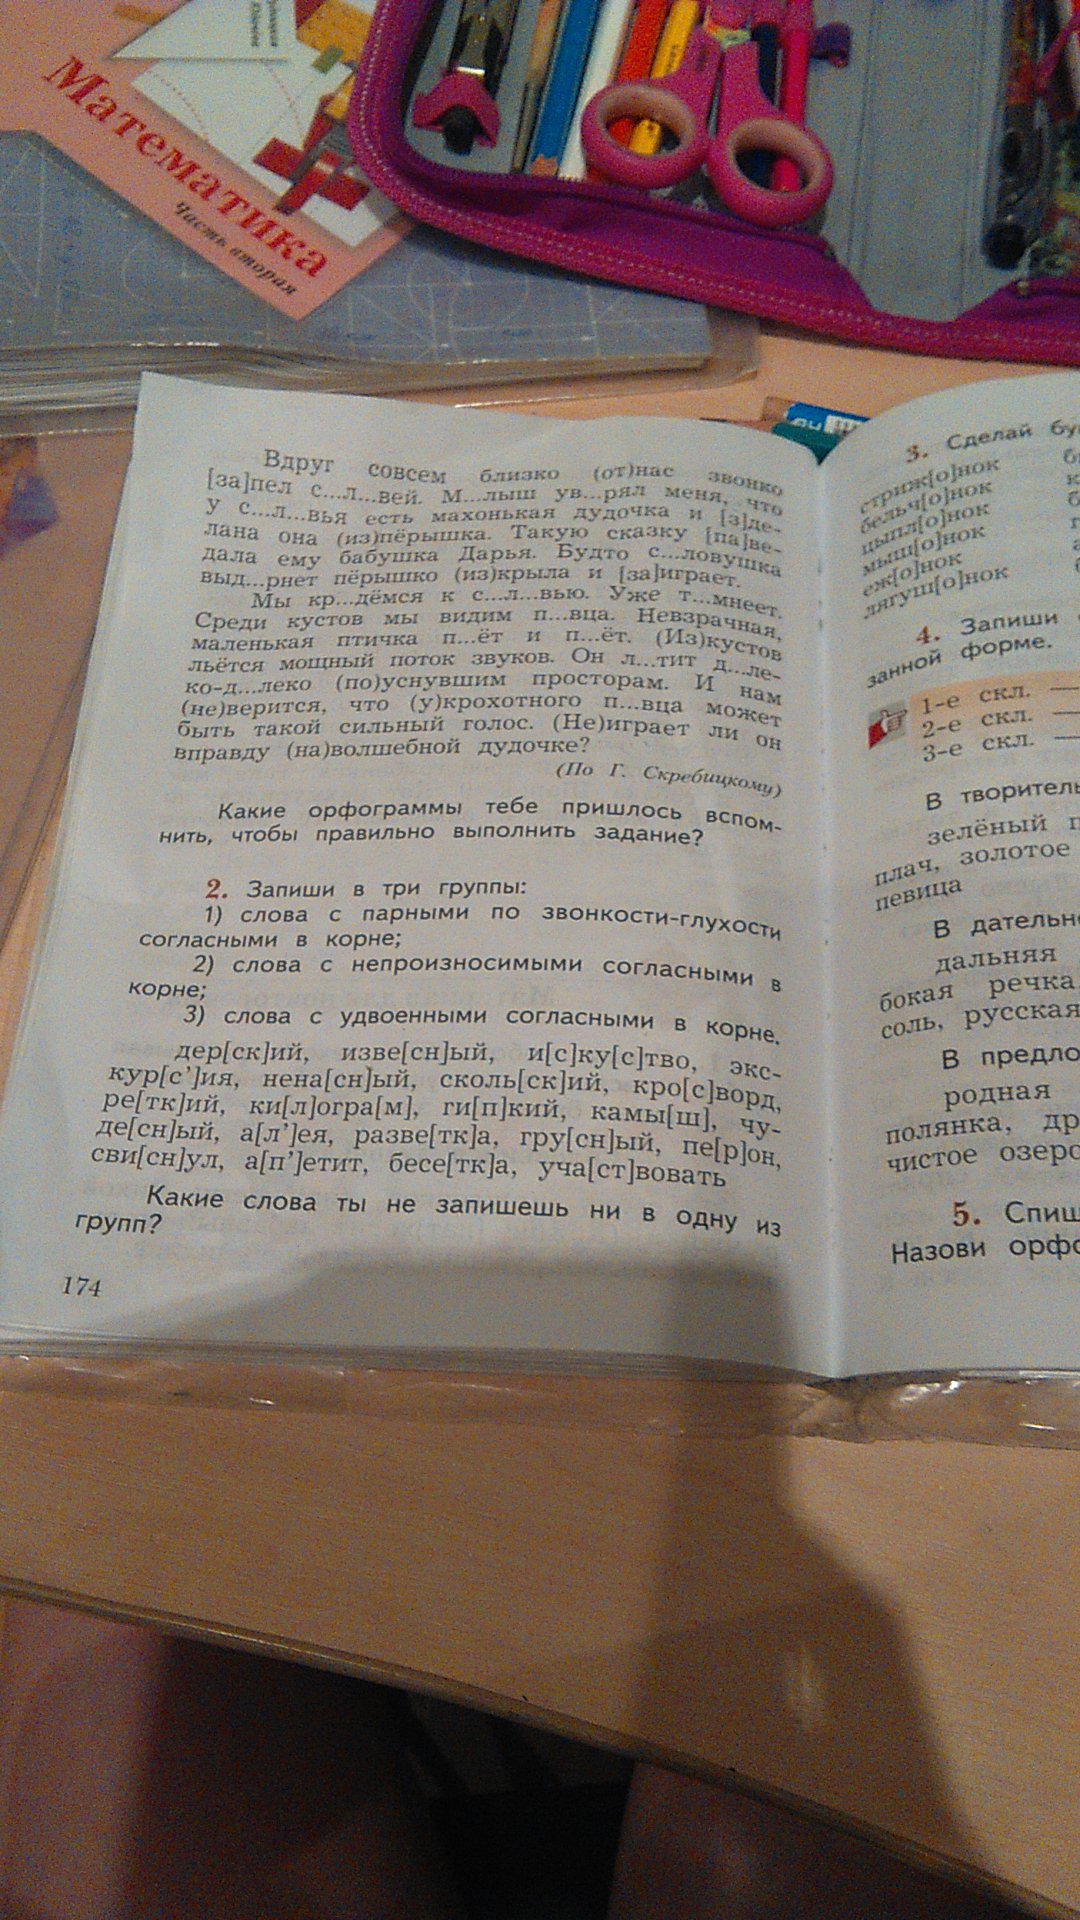 Математика
Часть вторая
Вдруг совсем близко (от)нас звонко
[за]пел с...л...вей. М...лыш ув...рял меня, что
у с...л...вья есть махонькая дудочка и [з]де-
лана она (из)пёрышка. Такую сказку [па]ве-
дала ему бабушка Дарья. Будто с...ловушка
выд...рнет пёрышко (из)крыла и [за]играет.
Мы кр...дёмся к с...л...вью. Уже т...мнеет.
Среди кустов мы видим п...вца. Невзрачная,
маленькая птичка п...ёт и п...ёт. (Из)кустов
льётся мощный поток звуков. Он л...тит д...ле-
ко-д...леко (по)уснувшим просторам. И нам
(не)верится, что (у)крохотного п...вца может
быть такой сильный голос. (Не)играет ли он
вправду (на)волшебной дудочке?
(По Г. Скребицкому)
Какие орфограммы тебе пришлось вспом-
нить, чтобы правильно выполнить задание?
2. Запиши в три группы:
1) слова с парными по звонкости-глухости
согласными в корне;
2) слова с непроизносимыми согласными в
корне;
3) слова с удвоенными согласными в корне.
дер[ск]ий, изве[сн]ый, и[с]ку[с]тво, экс-
кур[с']ия, нена[сн]ый, сколь[ск]ий, кро[с]ворд,
ре[тк]ий, ки[л]огра[м], ги[п]кий, камы[ш], чу-
де[сн]ый, а[л']ея, разве[тк]а, гру[сн]ый, пе[р]он,
сви[сн]ул, а[п']етит, бесе[тк]а, уча[ст]вовать
Какие слова ты не запишешь ни в одну из
групп?
174
3. Сделай
стриж[о]нок
бельч[о]нок
цыпл[о]нок
мыш[о]нок
еж[о]нок
лягуш[о]нок
4. Запиши
занной форме.
1-е скл.
2-е скл.
3-е скл.
В
зелёный
плач, золотое
певица
В
дальняя
бокая речка
соль, русская
В
родная
полянка,
чистое
5.
Назови